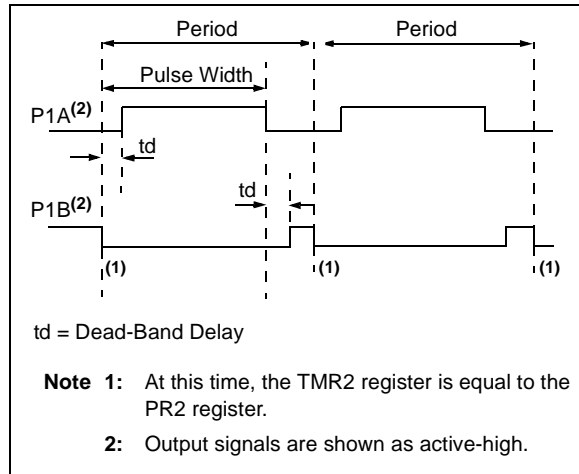 Period Period
Pulse Width
P1A(2)
td
td
P1B(2)
(1) (1) (1)
td = Dead-Band Delay
Note 1: At this time, the TMR2 register is equal to the
PR2 register.
2: Output signals are shown as active-high.